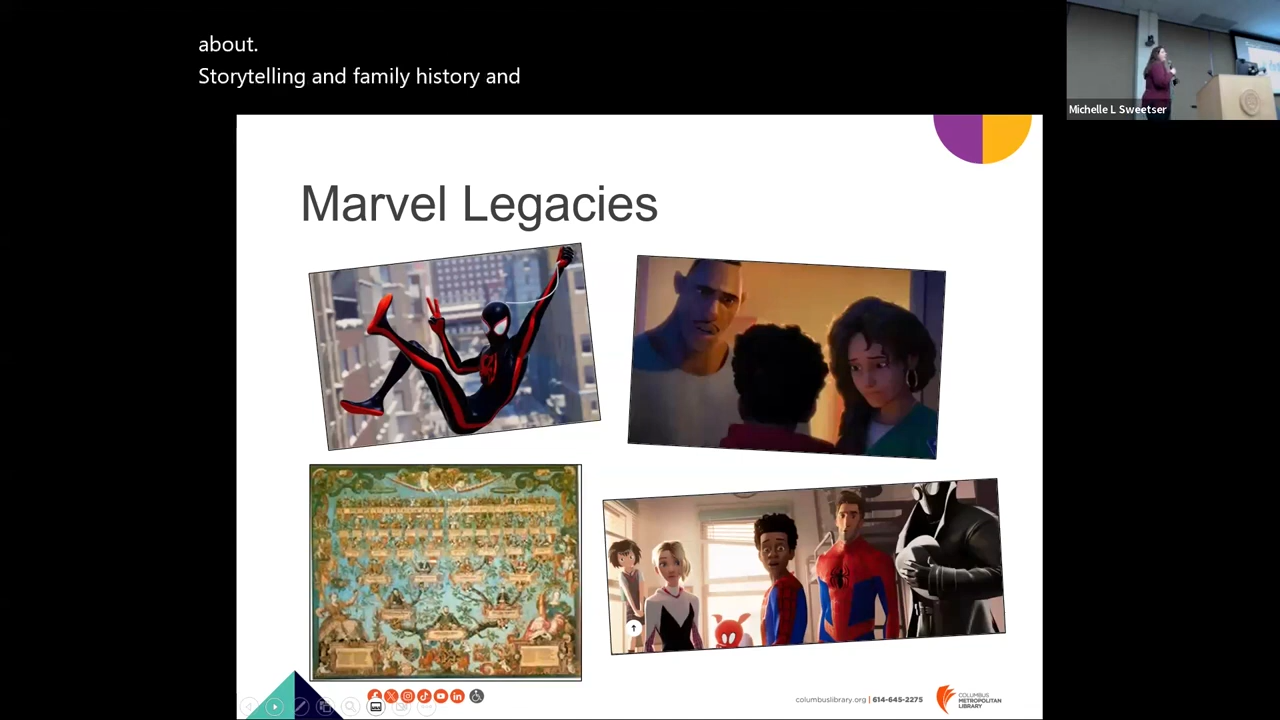 about.
Storytelling and family history and
Michelle L Sweetser
Marvel Legacies
columbuslibrary.org | 614-645-2275
COLUMBUS
METROPOLITAN
LIBRARY